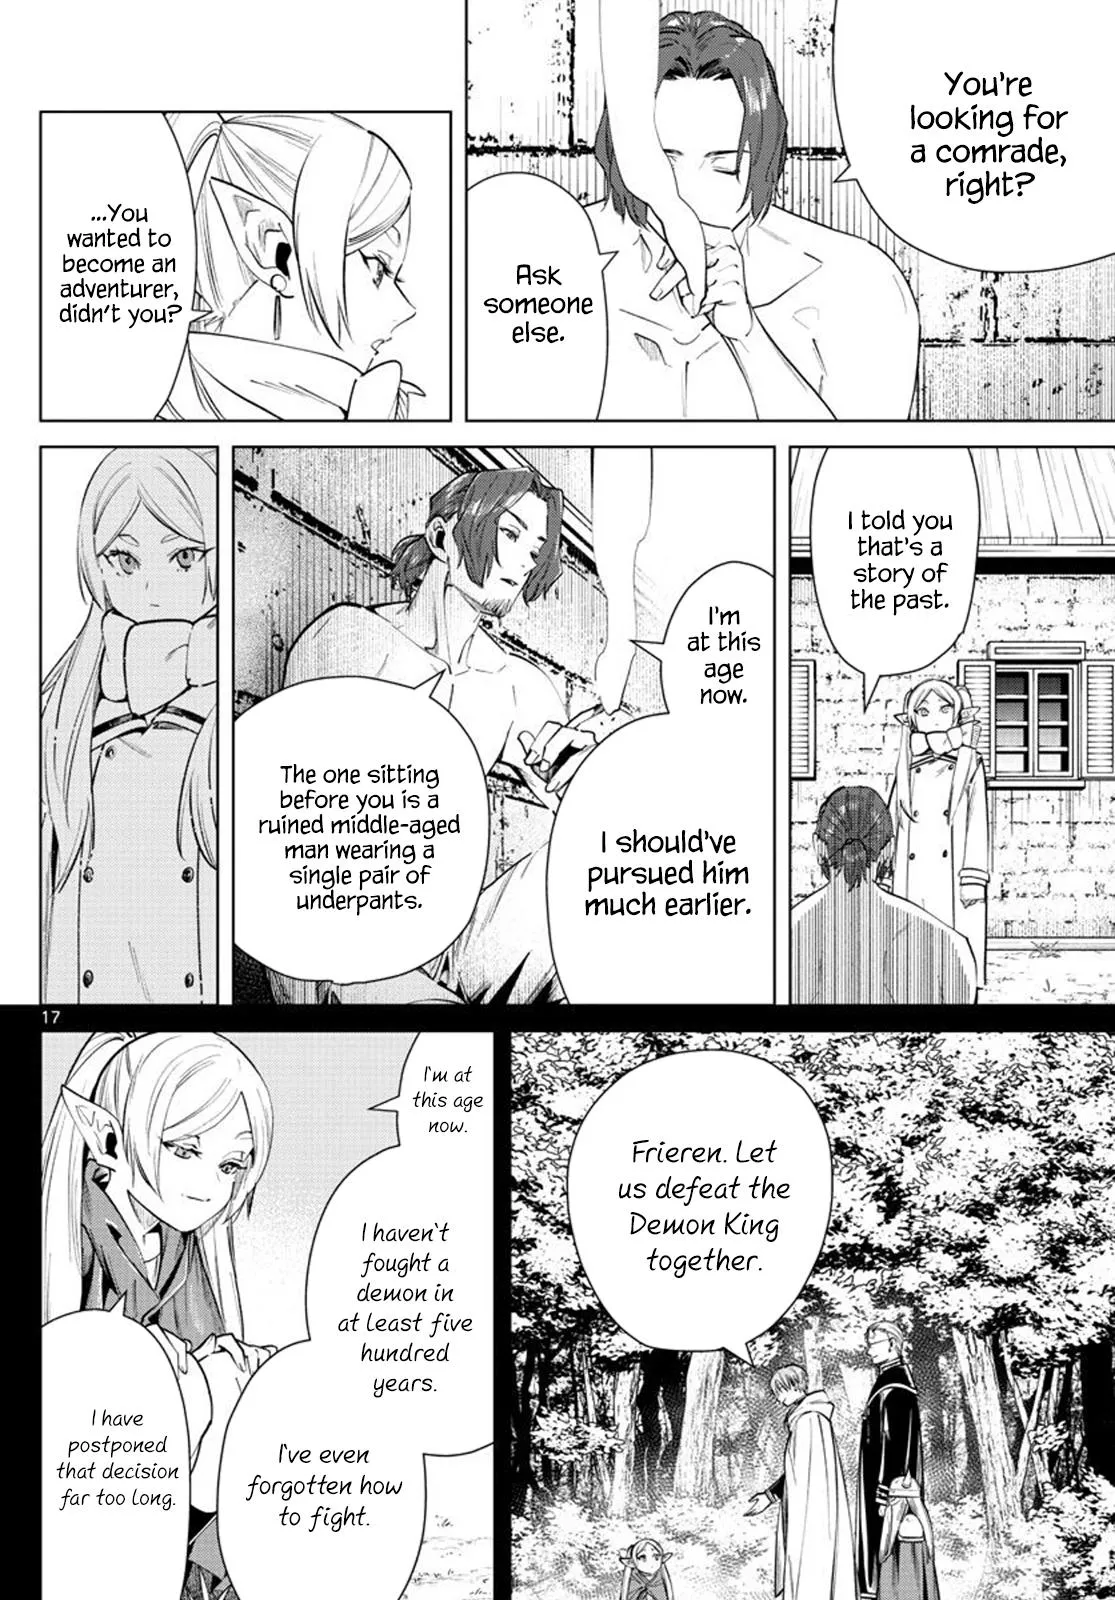 You're
looking for
a comrade,
right?
Ask
someone
else.
...You
wanted to
become an
adventurer,
didn't you?
I told you
that's a
story of
the past.
I'm
at this
age
now.
I should've
pursued him
much earlier.
The one sitting
before you is a
ruined middle-aged
man wearing a
single pair of
underpants.
17
Frieren. Let
us defeat the
Demon King
together.
I'm at
this age
now.
I haven't
fought a
demon in
at least five
hundred
years.
I've even
forgotten how
to fight.
I have
postponed
that decision
far too long.